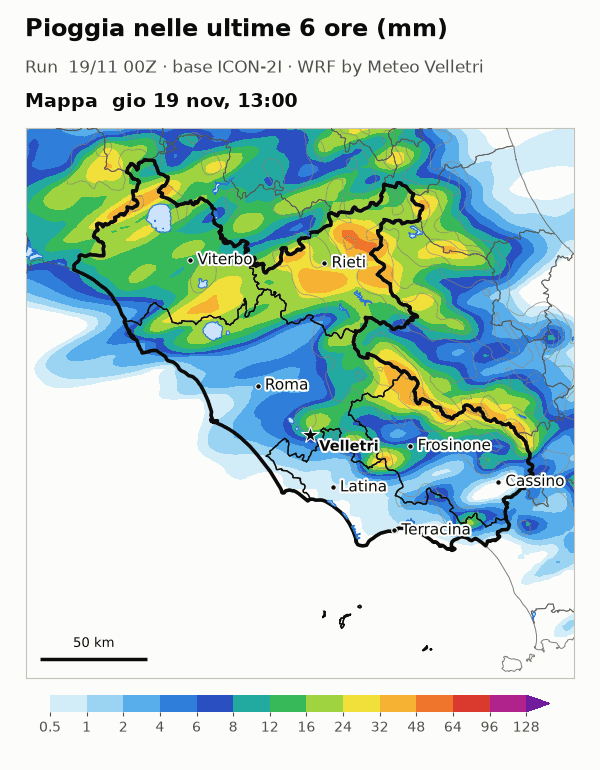 Pioggia nelle ultime 6 ore (mm)
Run 19/11 00Z · base ICON-2I · WRF by Meteo Velletri
Mappa gio 19 nov, 13:00
Viterbo
Rieti
Roma
Velletri
Frosinone
Cassino
Latina
Terracina
50 km
0.5 1 2 4 6 8 12 16 24 32 48 64 96 128